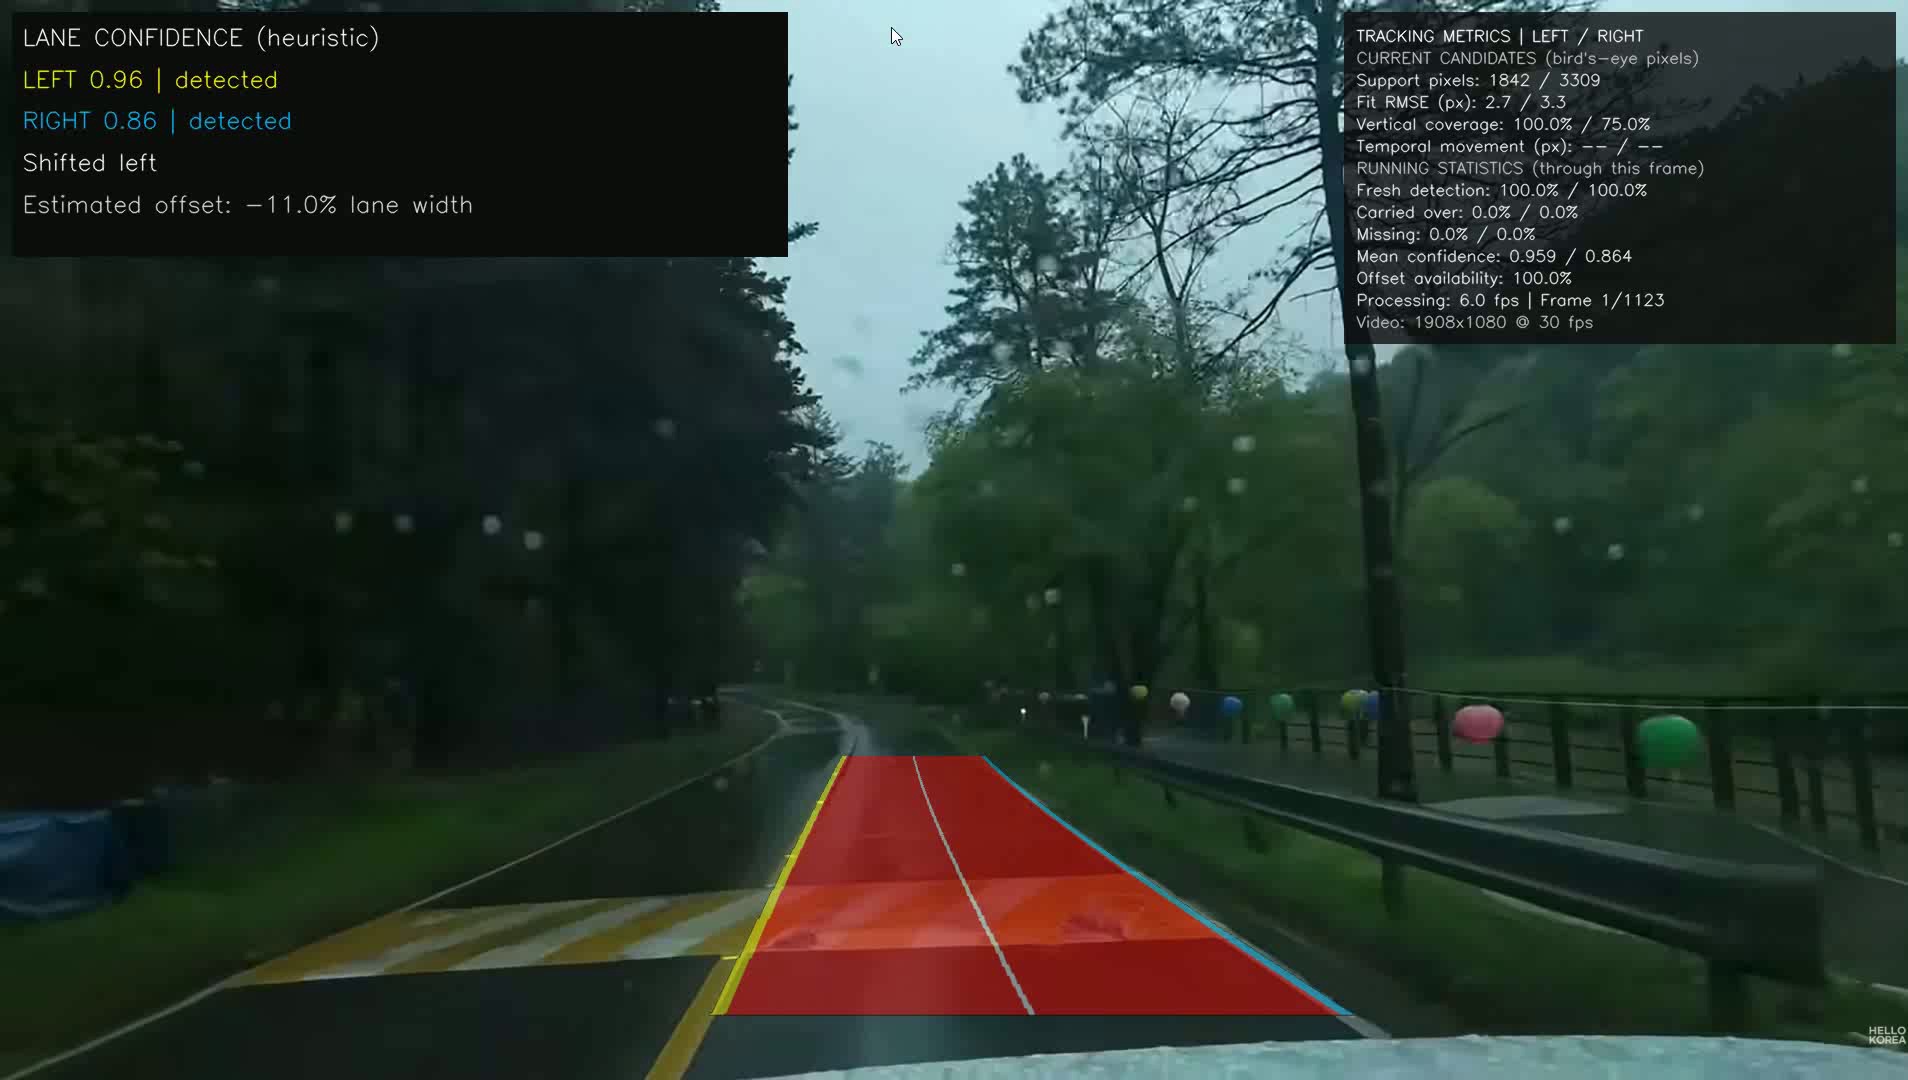 LANE CONFIDENCE (heuristic)
LEFT 0.96 | detected
RIGHT 0.86 | detected
Shifted left
Estimated offset: -11.0% lane width
TRACKING METRICS | LEFT / RIGHT
CURRENT CANDIDATES (bird's-eye pixels)
Support pixels: 1842 / 3309
Fit RMSE (px): 2.7 / 3.3
Vertical coverage: 100.0% / 75.0%
Temporal movement (px): -- / --
RUNNING STATISTICS (through this frame)
Fresh detection: 100.0% / 100.0%
Carried over: 0.0% / 0.0%
Missing: 0.0% / 0.0%
Mean confidence: 0.959 / 0.864
Offset availability: 100.0%
Processing: 6.0 fps | Frame 1/1123
Video: 1908x1080 @ 30 fps
HELLO
KOREA